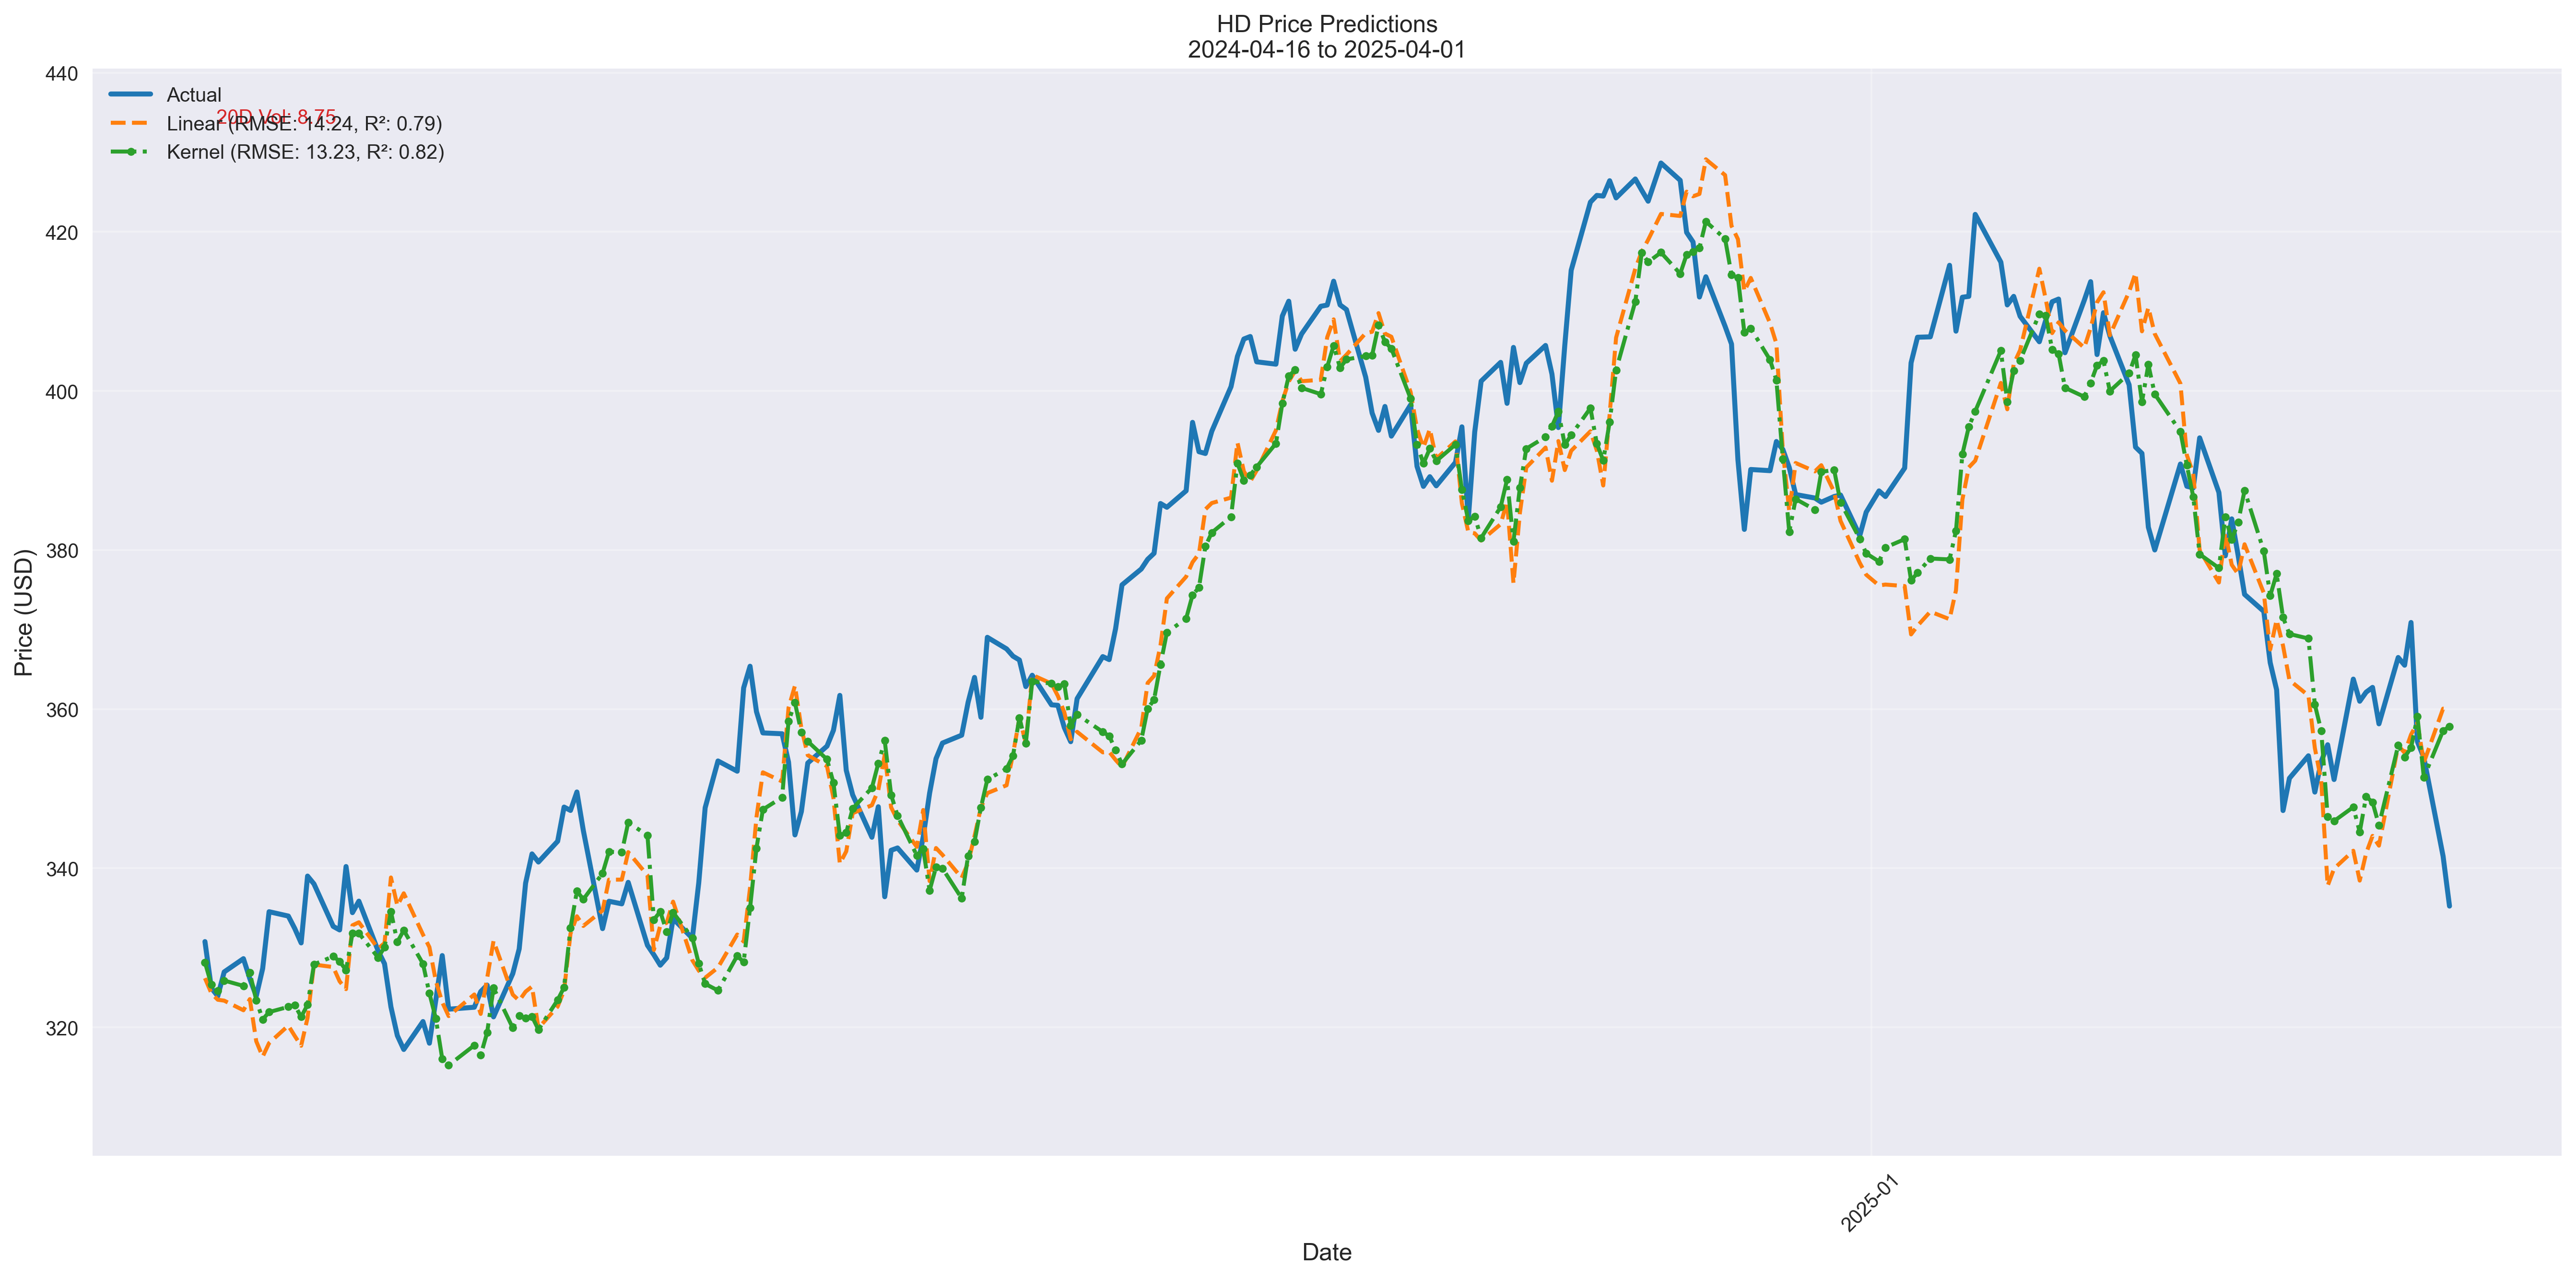 HD Price Predictions
2024-04-16 to 2025-04-01
440
420
400
380
360
340
320
Price (USD)
Actual
20D Vol: 8.75
Linear (RMSE: 14.24, R²: 0.79)
Kernel (RMSE: 13.23, R²: 0.82)
2025-01
Date